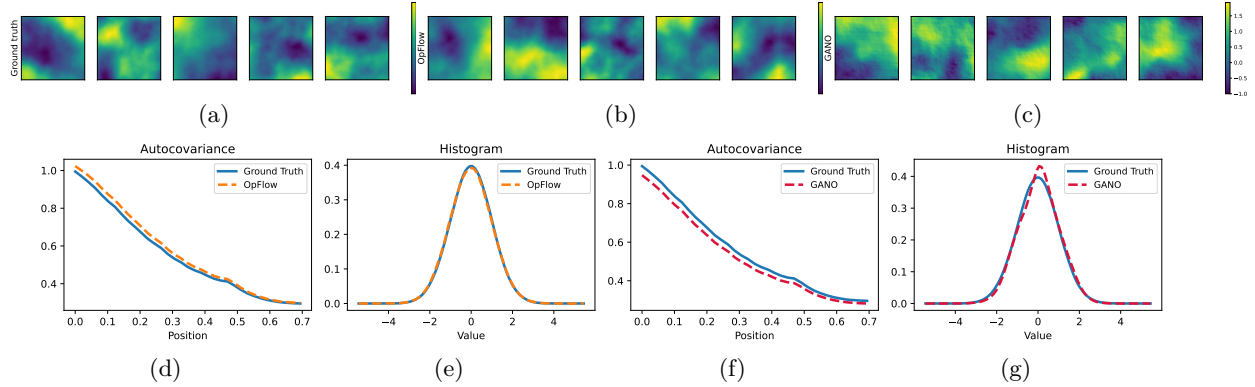 Ground truth
OpFlow
GANO
1.5
1.0
0.5
0.0
−0.5
−1.0
(a)
(b)
(c)
Autocovariance
Ground Truth
OpFlow
1.0
0.8
0.6
0.4
0.0 0.1 0.2 0.3 0.4 0.5 0.6 0.7
Position
(d)
Histogram
Ground Truth
OpFlow
0.4
0.3
0.2
0.1
0.0
−4 −2 0 2 4
Value
(e)
Autocovariance
Ground Truth
GANO
1.0
0.8
0.6
0.4
0.0 0.1 0.2 0.3 0.4 0.5 0.6 0.7
Position
(f)
Histogram
Ground Truth
GANO
0.4
0.3
0.2
0.1
0.0
−4 −2 0 2 4
Value
(g)